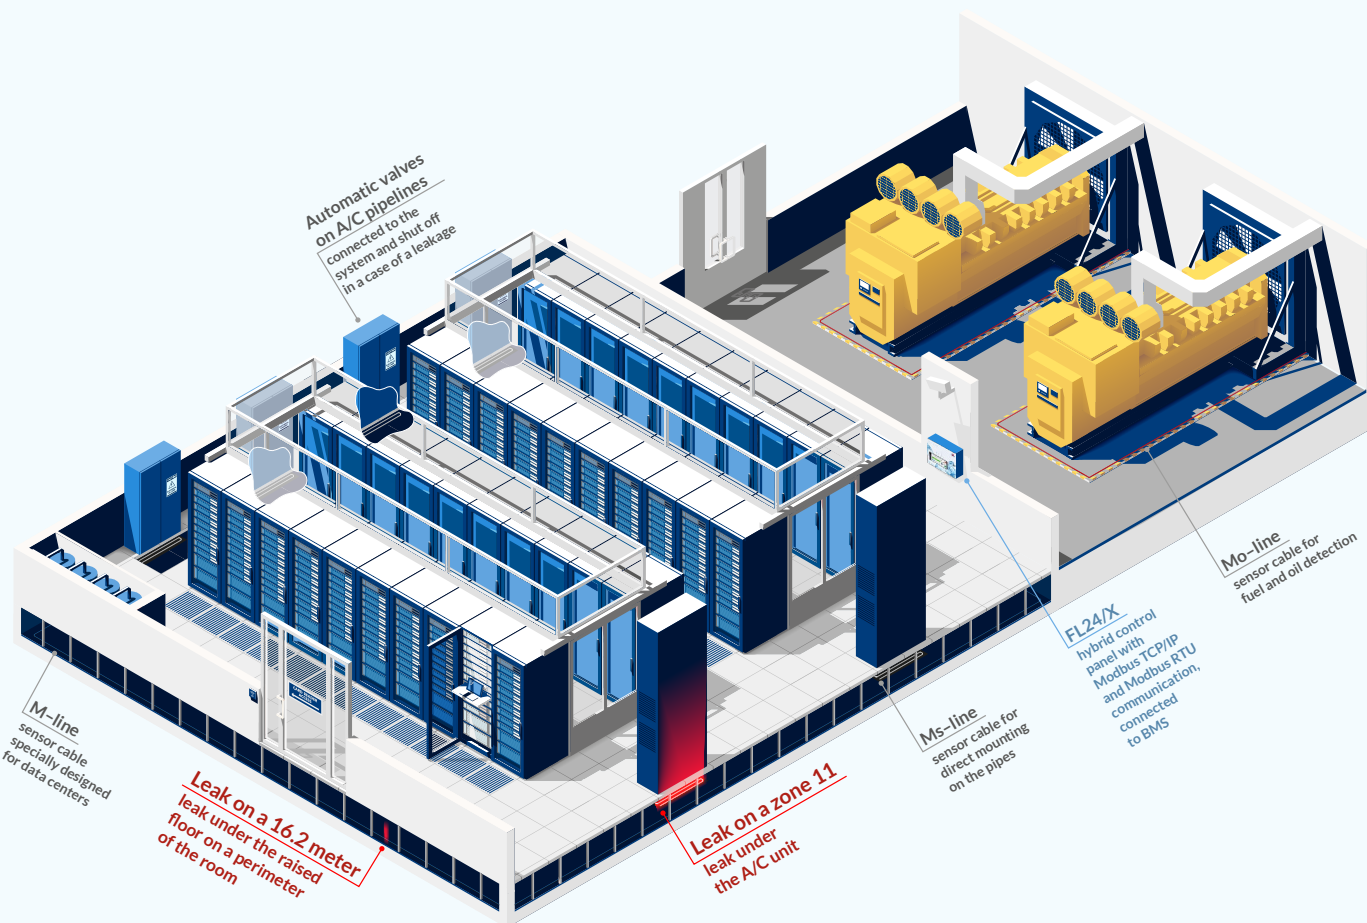 Automatic valves
on A/C pipelines
connected to the
system and shut off
in a case of a leakage
Mo-line
sensor cable for
fuel and oil detection
FL24/X
hybrid control
panel with
Modbus TCP/IP
and Modbus RTU
communication,
connected
to BMS
Ms-line
sensor cable for
direct mounting
on the pipes
M-line
sensor cable
specially designed
for data centers
Leak on a 16.2 meter
leak under the raised
floor on a perimeter
of the room
Leak on a zone 11
leak under
the A/C unit